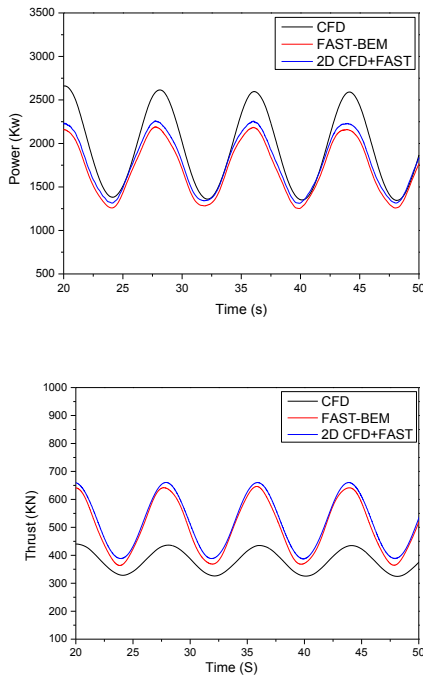 3500
3000
2500
2000
1500
1000
500
Power (Kw)
CFD
FAST-BEM
2D CFD+FAST
20 25 30 35 40 45 50
Time (s)
1000
900
800
700
600
500
400
300
200
100
Thrust (KN)
CFD
FAST-BEM
2D CFD+FAST
20 25 30 35 40 45 50
Time (S)